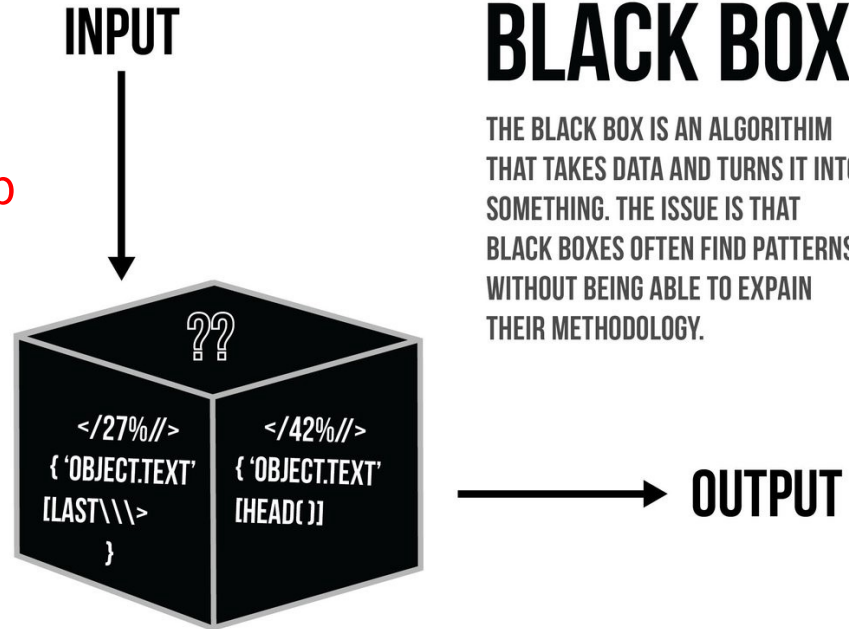 INPUT
BLACK BOX
THE BLACK BOX IS AN ALGORITHIM
THAT TAKES DATA AND TURNS IT INTO
SOMETHING. THE ISSUE IS THAT
BLACK BOXES OFTEN FIND PATTERNS
WITHOUT BEING ABLE TO EXPAIN
THEIR METHODOLOGY.
??
</27%//>
{ ‘OBJECT.TEXT’
[LAST\\\>
}
</42%//>
{ ‘OBJECT.TEXT’
[HEAD( )]
OUTPUT